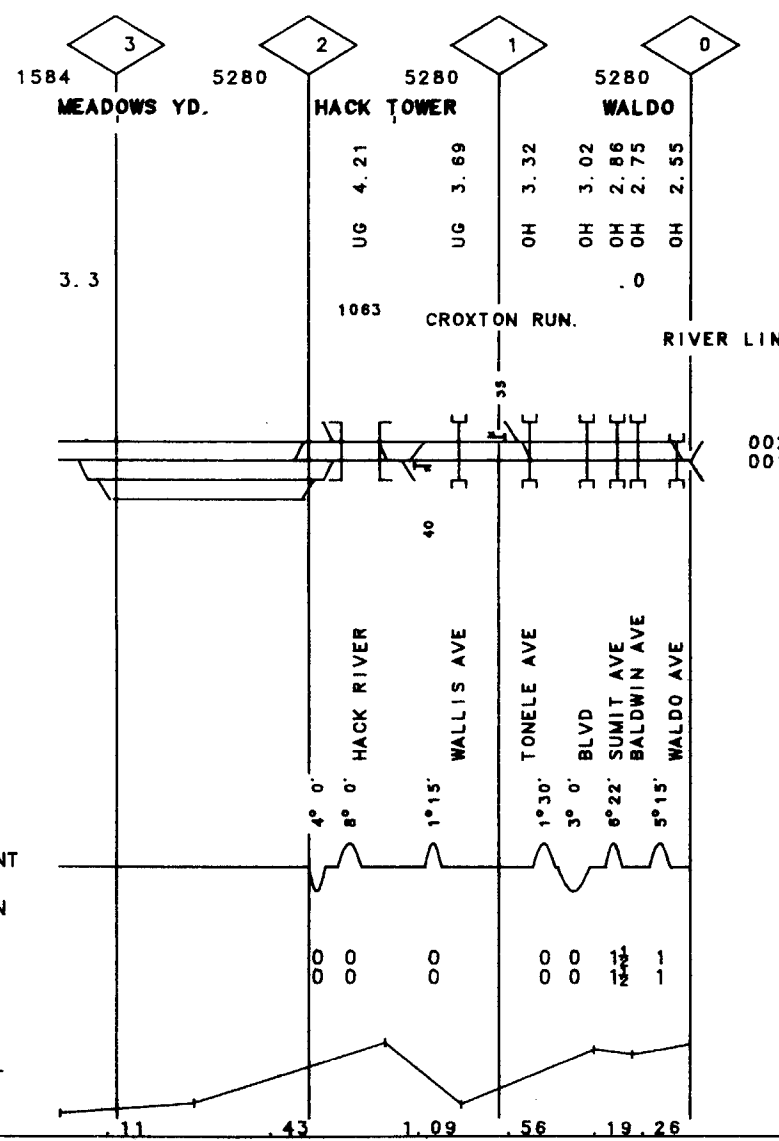 3 2 1 0
1584 5280 5280 5280
MEADOWS YD. HACK TOWER WALDO
UG 4.21
UG 3.69
OH 3.32
OH 3.02
OH 2.86
OH 2.75
OH 2.55
3.3 .0
1063
CROXTON RUN.
RIVER LIN
35
00
00
40
HACK RIVER
WALLIS AVE
TONELE AVE
BLVD
SUMIT AVE
BALDWIN AVE
WALDO AVE
4° 0'
8° 0'
1°15'
1°30'
3° 0'
6°22'
5°15'
NT
N
0 0 0 0 0 1
0 0 0 0 0 1
.11 .43 1.09 .56 .19 .26